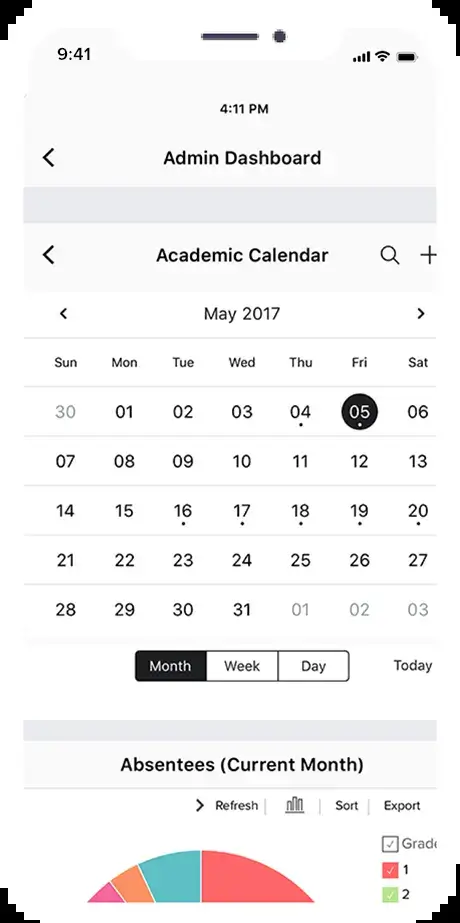 9:41
4:11 PM
Admin Dashboard
Academic Calendar
May 2017
Sun Mon Tue Wed Thu Fri Sat
30 01 02 03 04 05 06
07 08 09 10 11 12 13
14 15 16 17 18 19 20
21 22 23 24 25 26 27
28 29 30 31 01 02 03
Month Week Day Today
Absentees (Current Month)
Refresh Sort Export
Grade
1
2